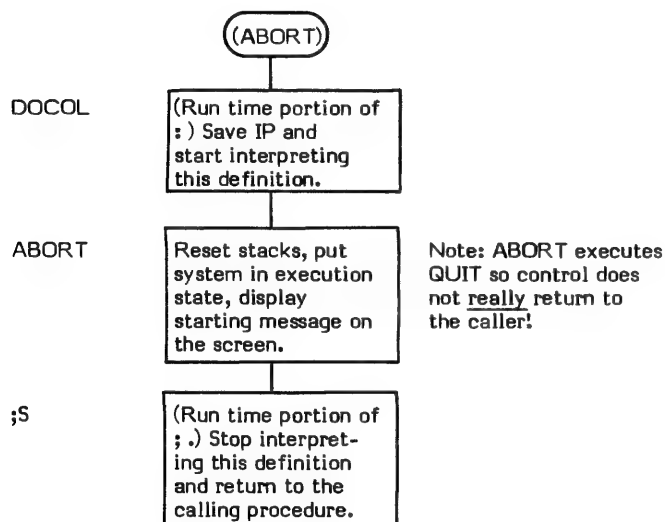 (ABORT)
DOCOL
(Run time portion of
: ) Save IP and
start interpreting
this definition.
ABORT
Reset stacks, put
system in execution
state, display
starting message on
the screen.
Note: ABORT executes
QUIT so control does
not really return to
the caller!
;S
(Run time portion of
; .) Stop interpret-
ing this definition
and return to the
calling procedure.